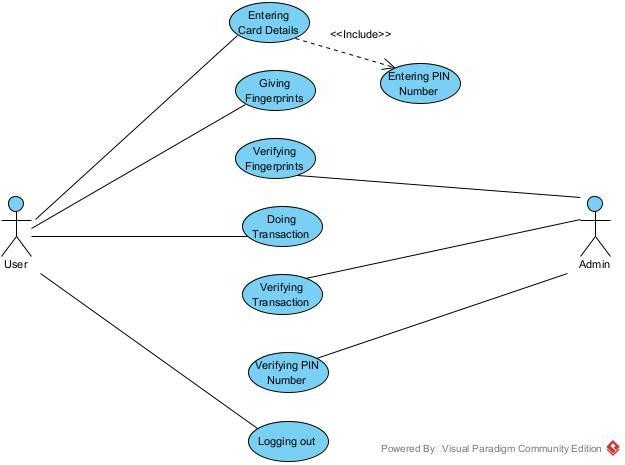 Entering
Card Details
<<Include>>
Entering PIN
Number
Giving
Fingerprints
Verifying
Fingerprints
User
Doing
Transaction
Admin
Verifying
Transaction
Verifying PIN
Number
Logging out
Powered By Visual Paradigm Community Edition